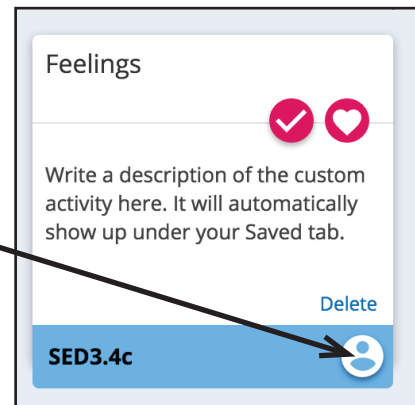 Feelings
Write a description of the custom
activity here. It will automatically
show up under your Saved tab.
Delete
SED3.4c